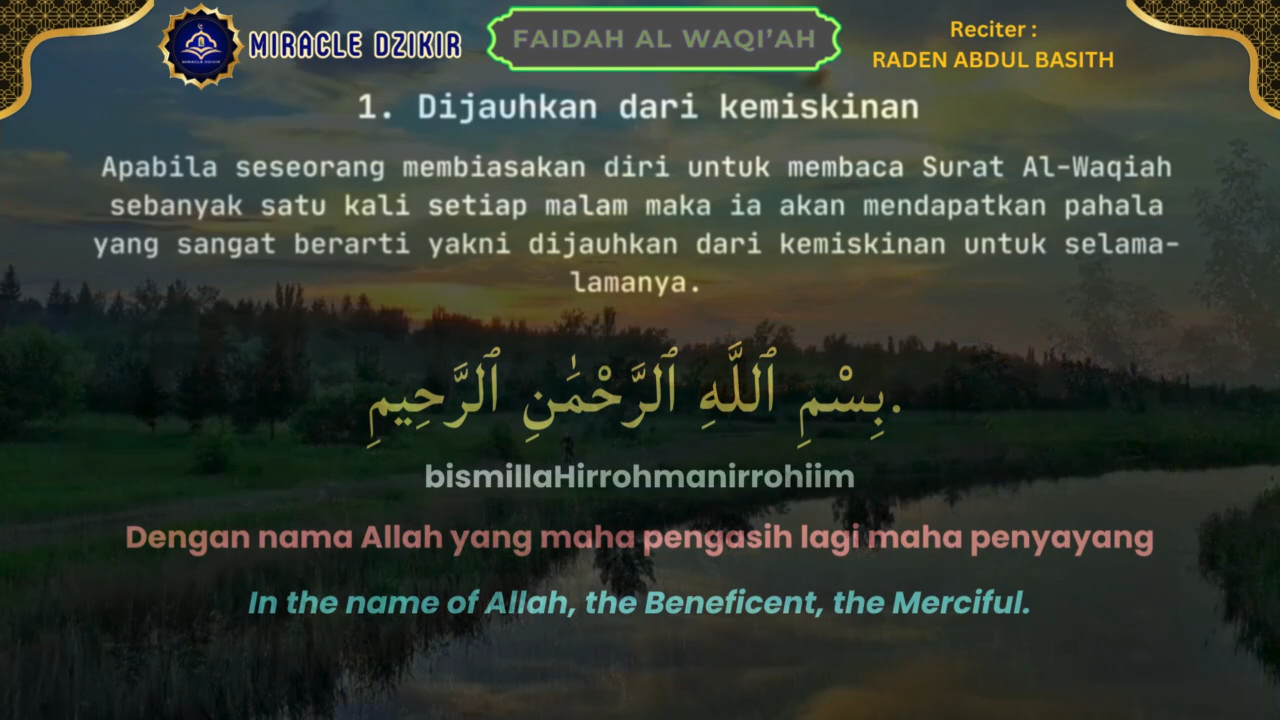 MIRACLE DZIKIR
FAIDAH AL WAQI'AH
Reciter :
RADEN ABDUL BASITH
1. Dijauhkan dari kemiskinan
Apabila seseorang membiasakan diri untuk membaca Surat Al-Waqiah
sebanyak satu kali setiap malam maka ia akan mendapatkan pahala
yang sangat berarti yakni dijauhkan dari kemiskinan untuk selama-
lamanya.
بِسْمِ ٱللَّهِ ٱلرَّحْمَٰنِ ٱلرَّحِيمِ.
bismillaHirrohmanirrohiim
Dengan nama Allah yang maha pengasih lagi maha penyayang
In the name of Allah, the Beneficent, the Merciful.